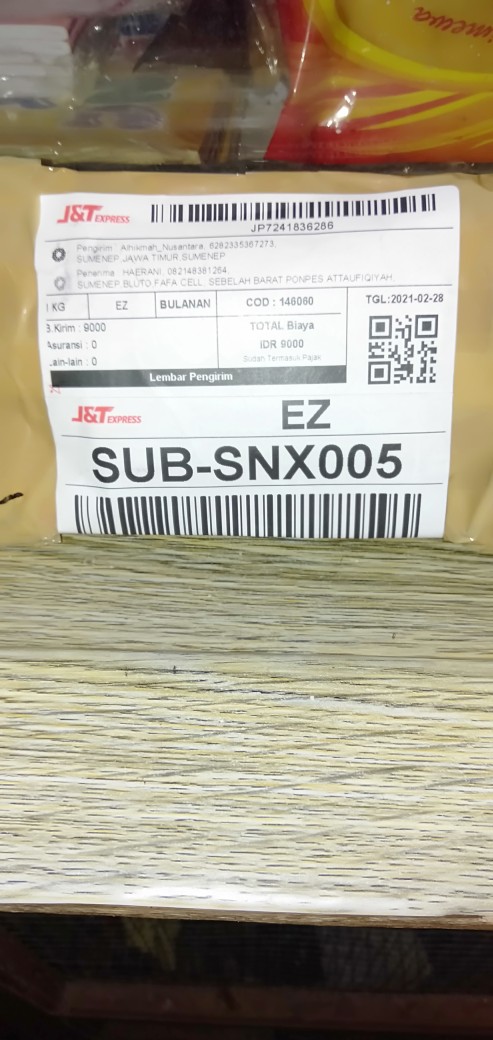 imewa
J&T EXPRESS
JP7241836286
Pengirim : Alhikmah_Nusantara, 6282335367273,
SUMENEP,JAWA TIMUR,SUMENEP
Penerima : HAERANI, 082148381264,
SUMENEP,BLUTO,FAFA CELL, SEBELAH BARAT PONPES ATTAUFIQIYAH,
1 KG EZ BULANAN COD : 146060 TGL:2021-02-28
B.Kirim : 9000 TOTAL Biaya
Asuransi : 0 IDR 9000
Lain-lain : 0 Sudah Termasuk Pajak
Lembar Pengirim
J&T EXPRESS EZ
SUB-SNX005